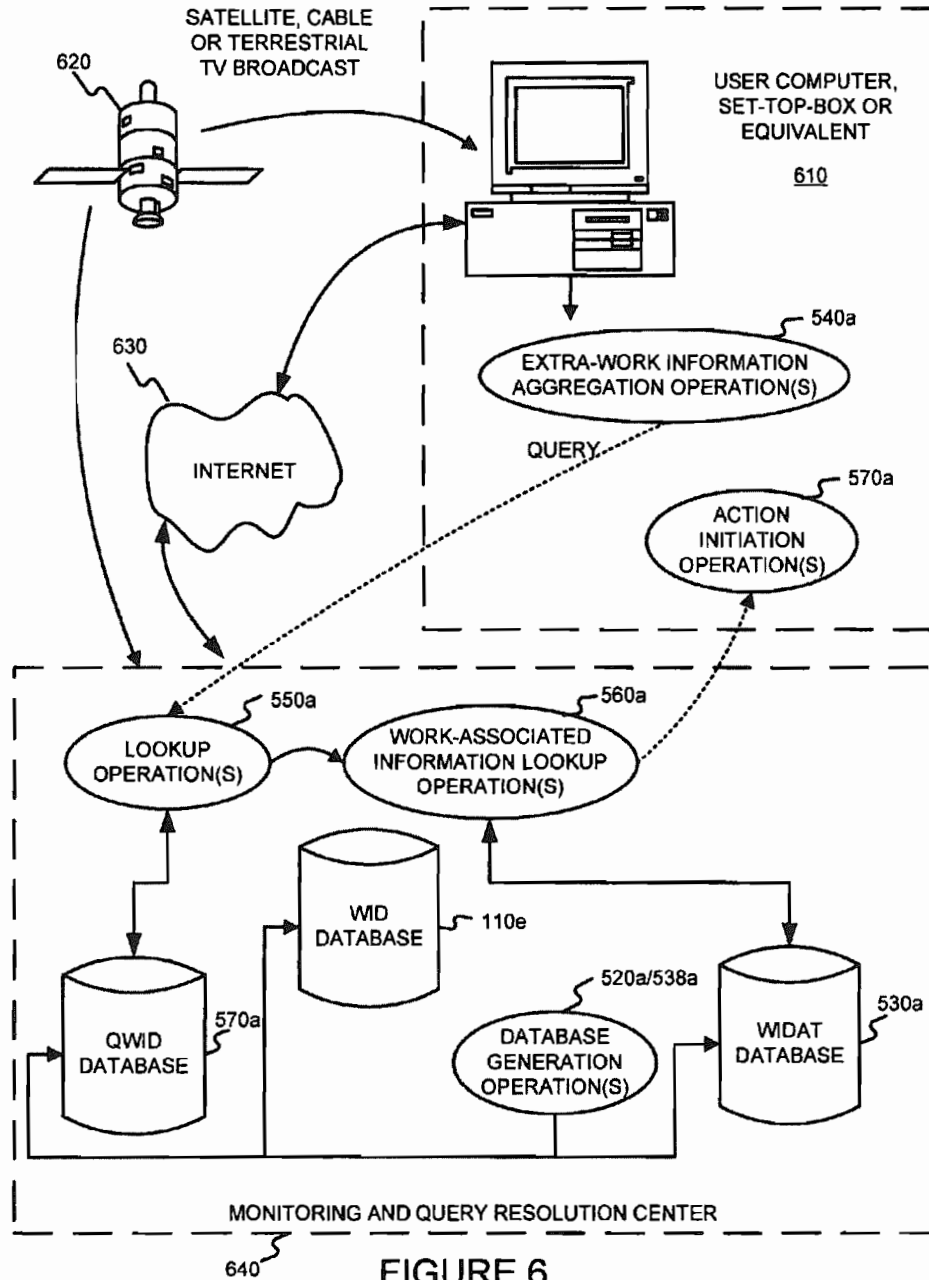 SATELLITE, CABLE
OR TERRESTRIAL
TV BROADCAST
620
USER COMPUTER,
SET-TOP-BOX OR
EQUIVALENT
610
540a
EXTRA-WORK INFORMATION
AGGREGATION OPERATION(S)
630
INTERNET
QUERY
570a
ACTION
INITIATION
OPERATION(S)
550a
LOOKUP
OPERATION(S)
560a
WORK-ASSOCIATED
INFORMATION LOOKUP
OPERATION(S)
WID
DATABASE
110e
520a/538a
DATABASE
GENERATION
OPERATION(S)
530a
WIDAT
DATABASE
570a
QWID
DATABASE
MONITORING AND QUERY RESOLUTION CENTER
640
FIGURE 6